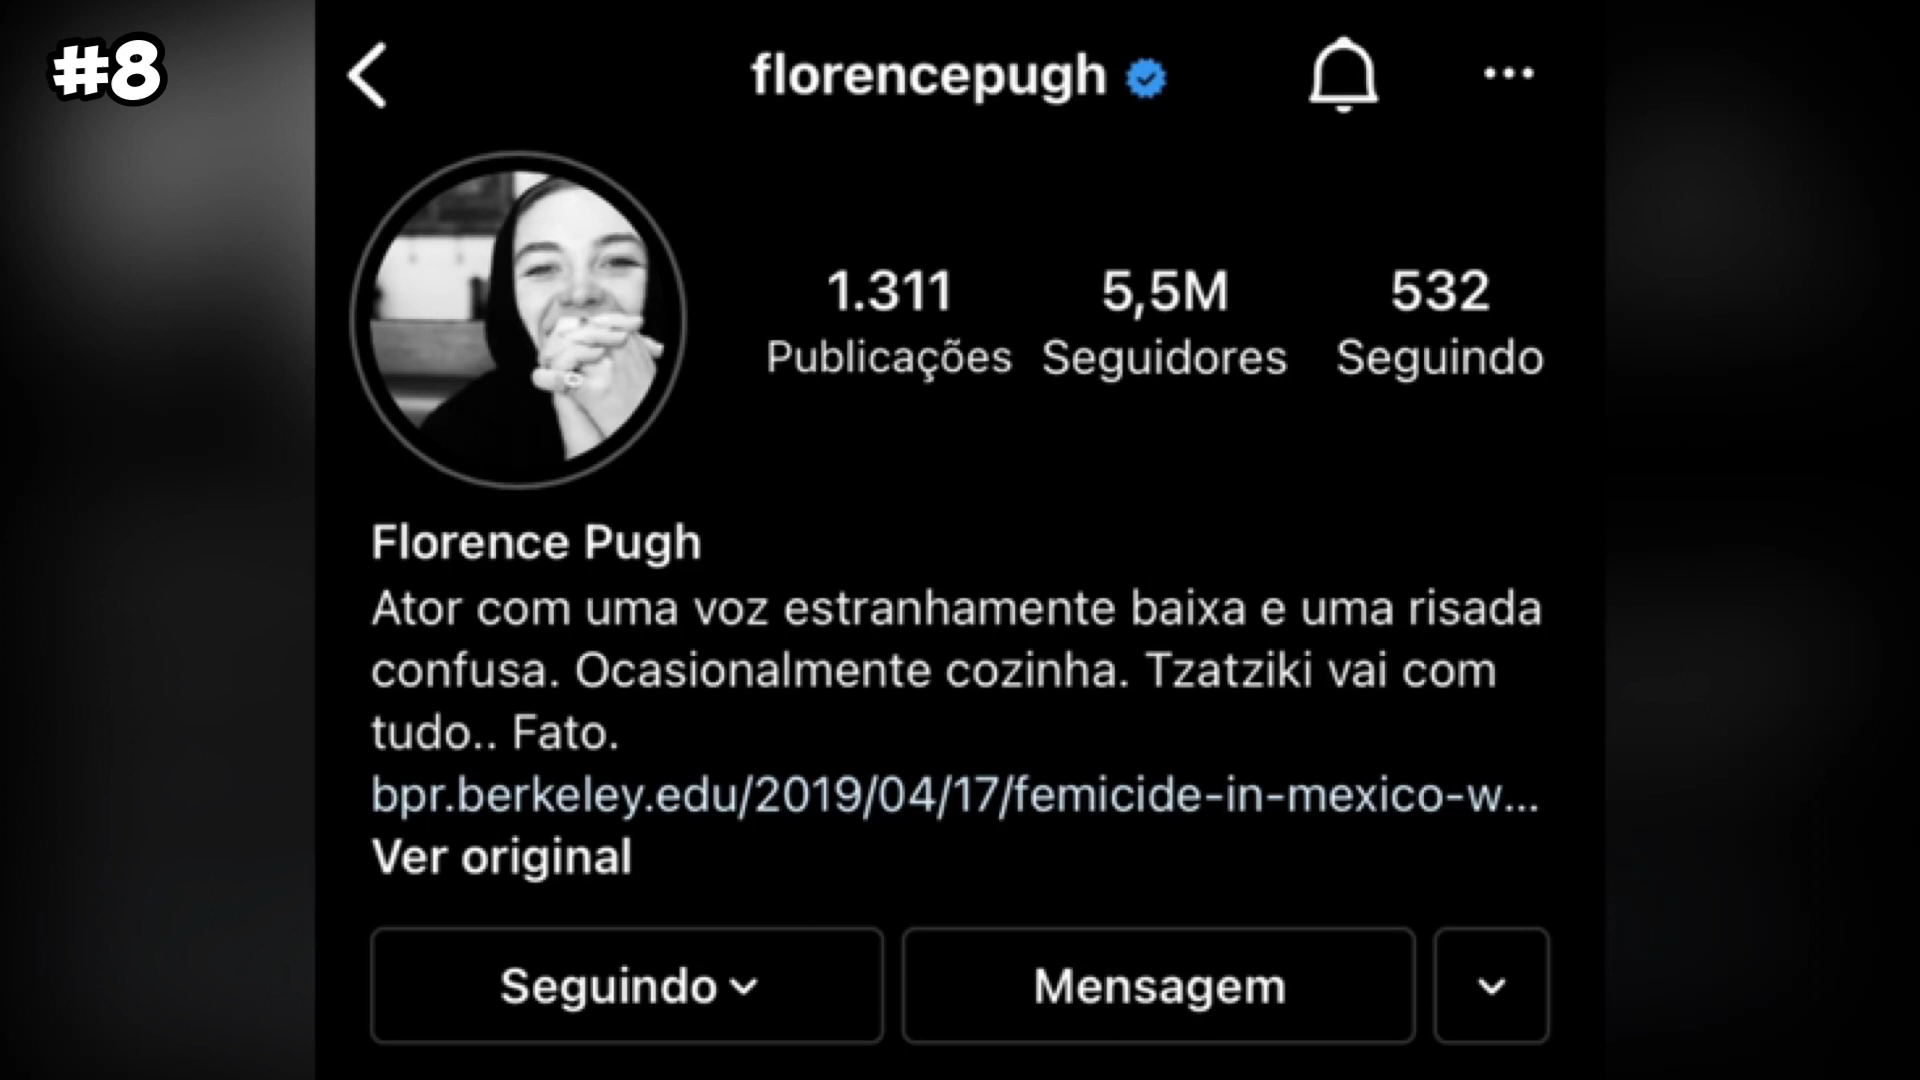 #8
florencepugh
1.311 5,5M 532
Publicações Seguidores Seguindo
Florence Pugh
Ator com uma voz estranhamente baixa e uma risada
confusa. Ocasionalmente cozinha. Tzatziki vai com
tudo.. Fato.
bpr.berkeley.edu/2019/04/17/femicide-in-mexico-w...
Ver original
Seguindo Mensagem